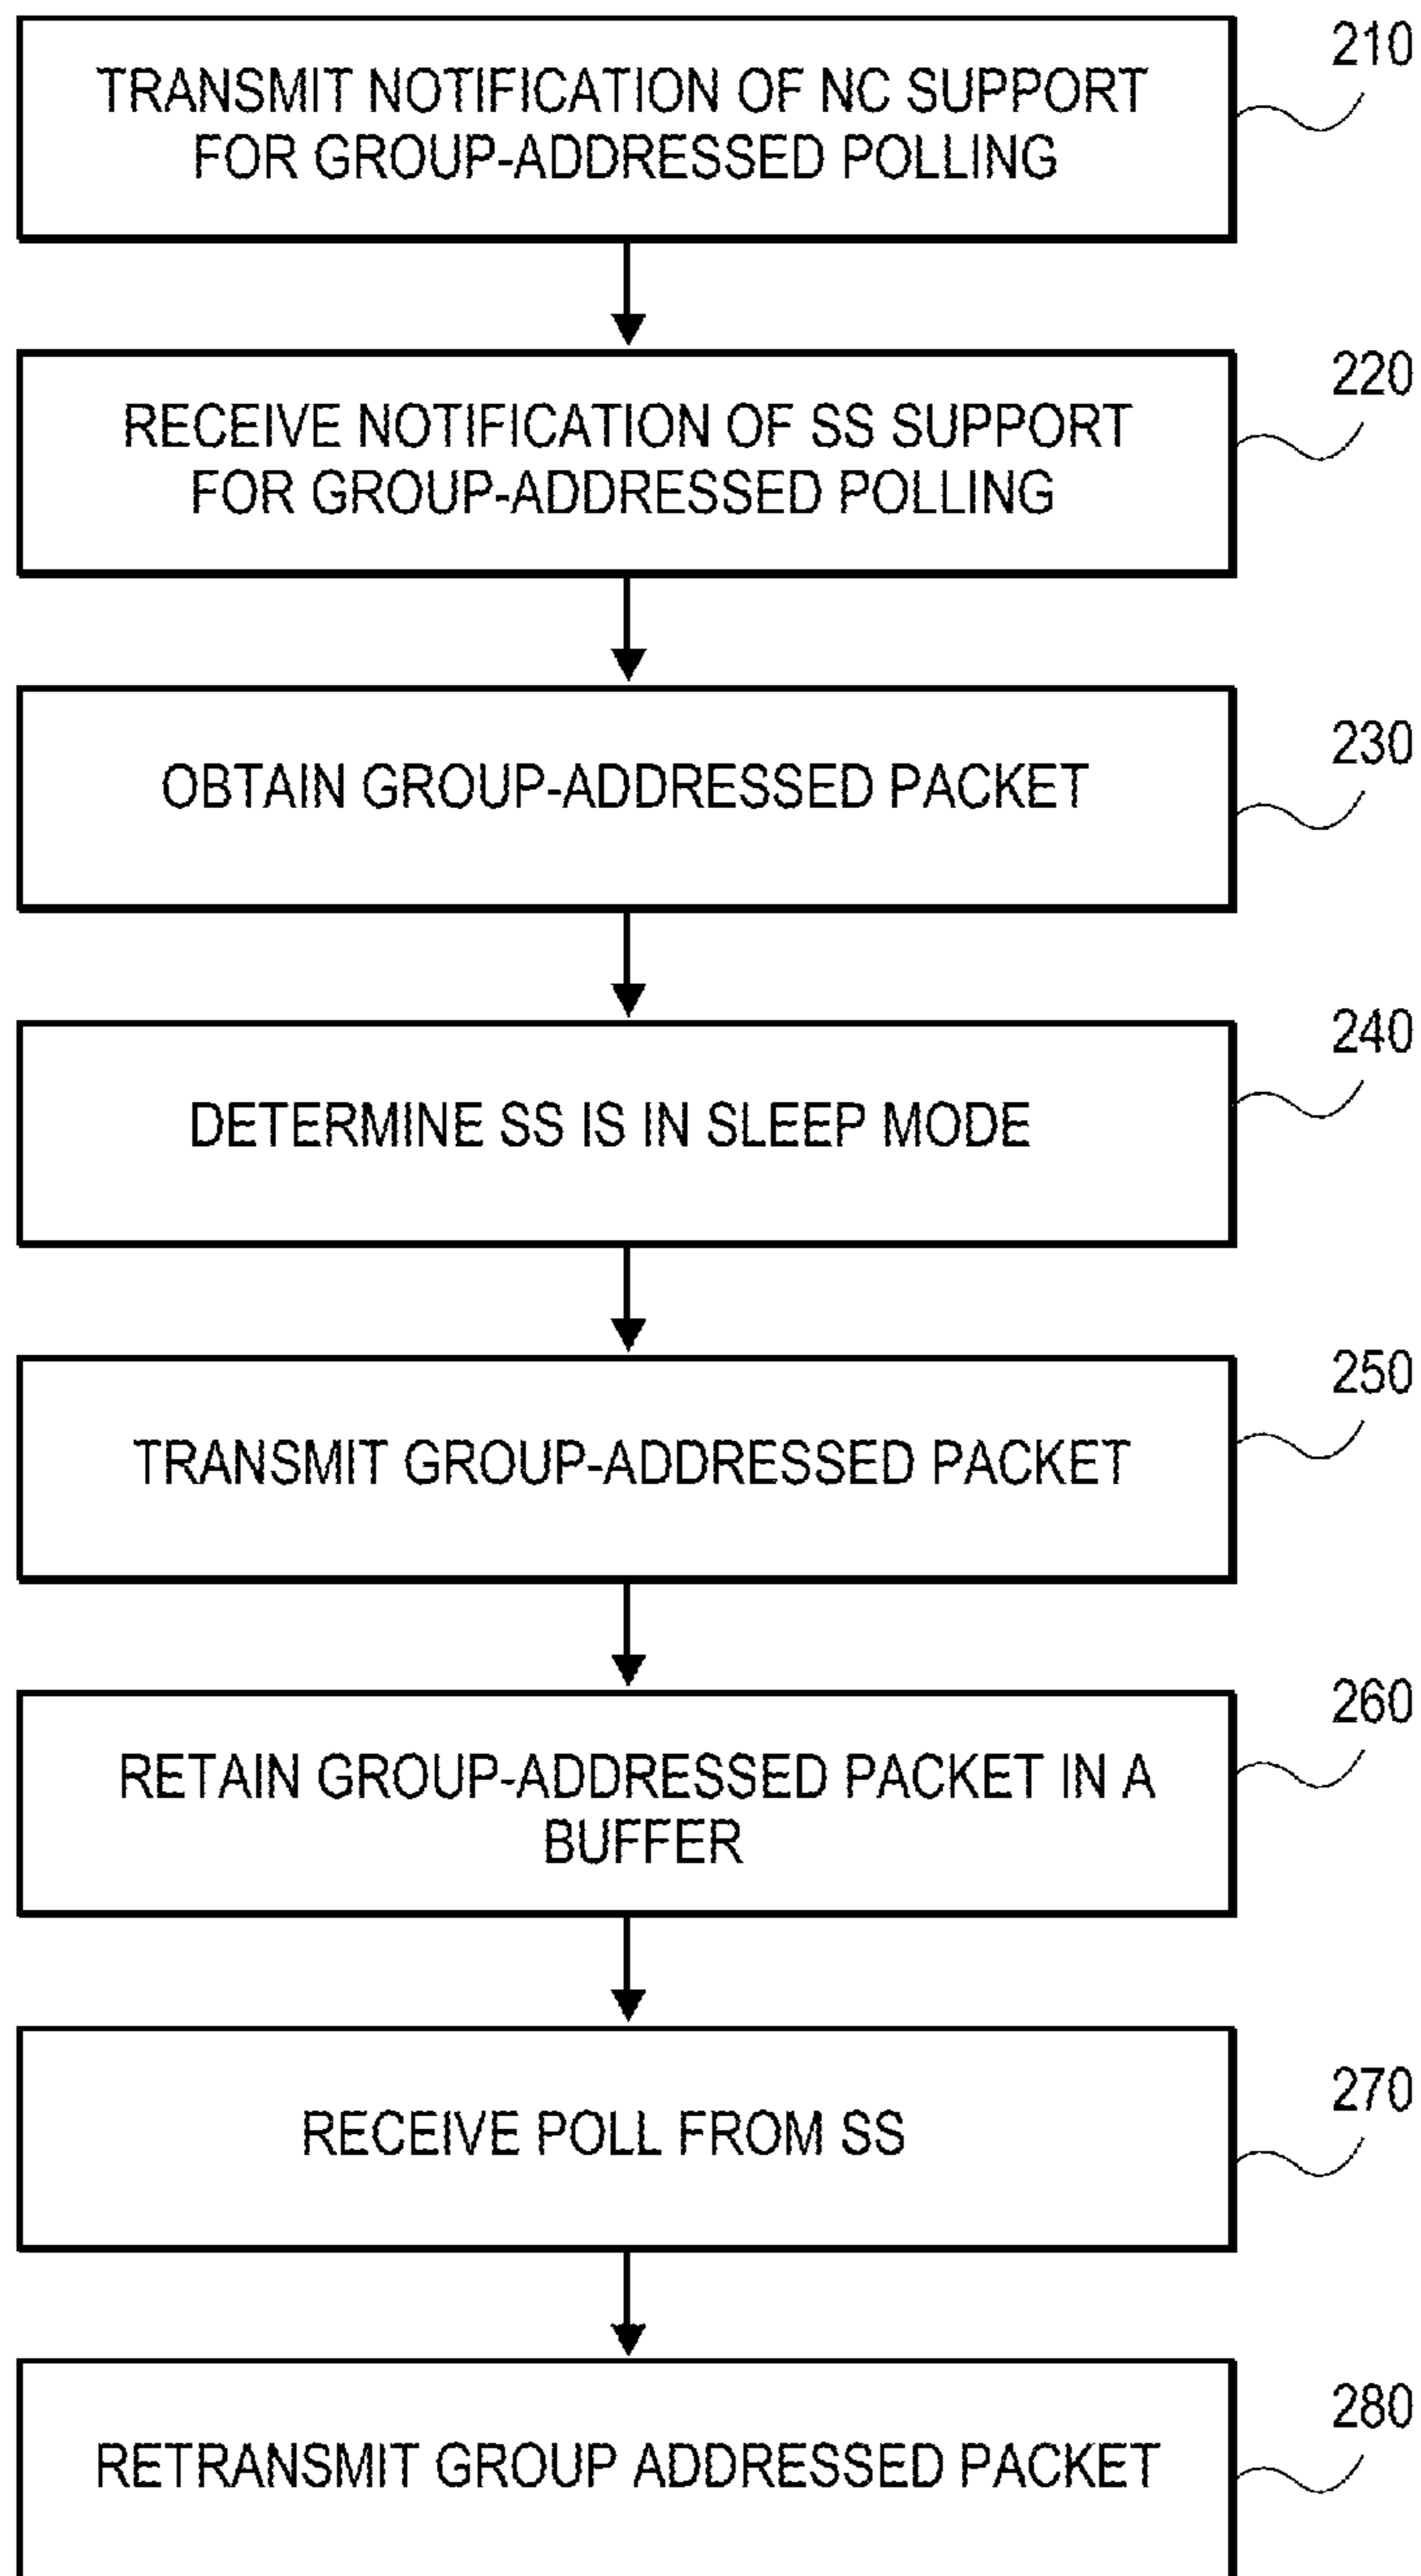 210
TRANSMIT NOTIFICATION OF NC SUPPORT
FOR GROUP-ADDRESSED POLLING
220
RECEIVE NOTIFICATION OF SS SUPPORT
FOR GROUP-ADDRESSED POLLING
230
OBTAIN GROUP-ADDRESSED PACKET
240
DETERMINE SS IS IN SLEEP MODE
250
TRANSMIT GROUP-ADDRESSED PACKET
260
RETAIN GROUP-ADDRESSED PACKET IN A
BUFFER
270
RECEIVE POLL FROM SS
280
RETRANSMIT GROUP ADDRESSED PACKET